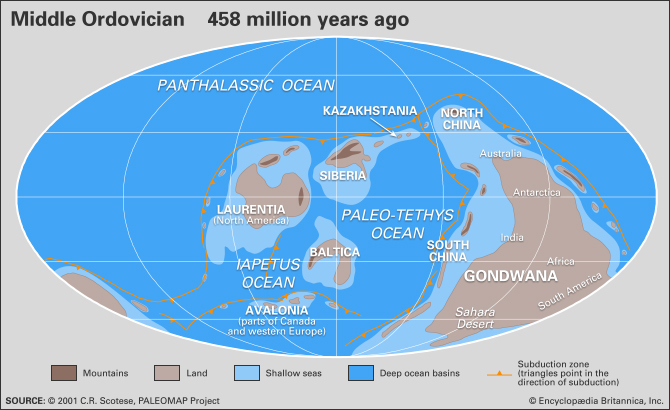 Middle Ordovician 458 million years ago
PANTHALASSIC OCEAN
KAZAKHSTANIA
NORTH
CHINA
Australia
SIBERIA
Antarctica
LAURENTIA
(North America)
PALEO-TETHYS
OCEAN
India
SOUTH
CHINA
BALTICA
Africa
IAPETUS
OCEAN
GONDWANA
South America
AVALONIA
(parts of Canada
and western Europe)
Sahara
Desert
Mountains
Land
Shallow seas
Deep ocean basins
Subduction zone
(triangles point in the
direction of subduction)
SOURCE: © 2001 C.R. Scotese, PALEOMAP Project
© Encyclopædia Britannica, Inc.